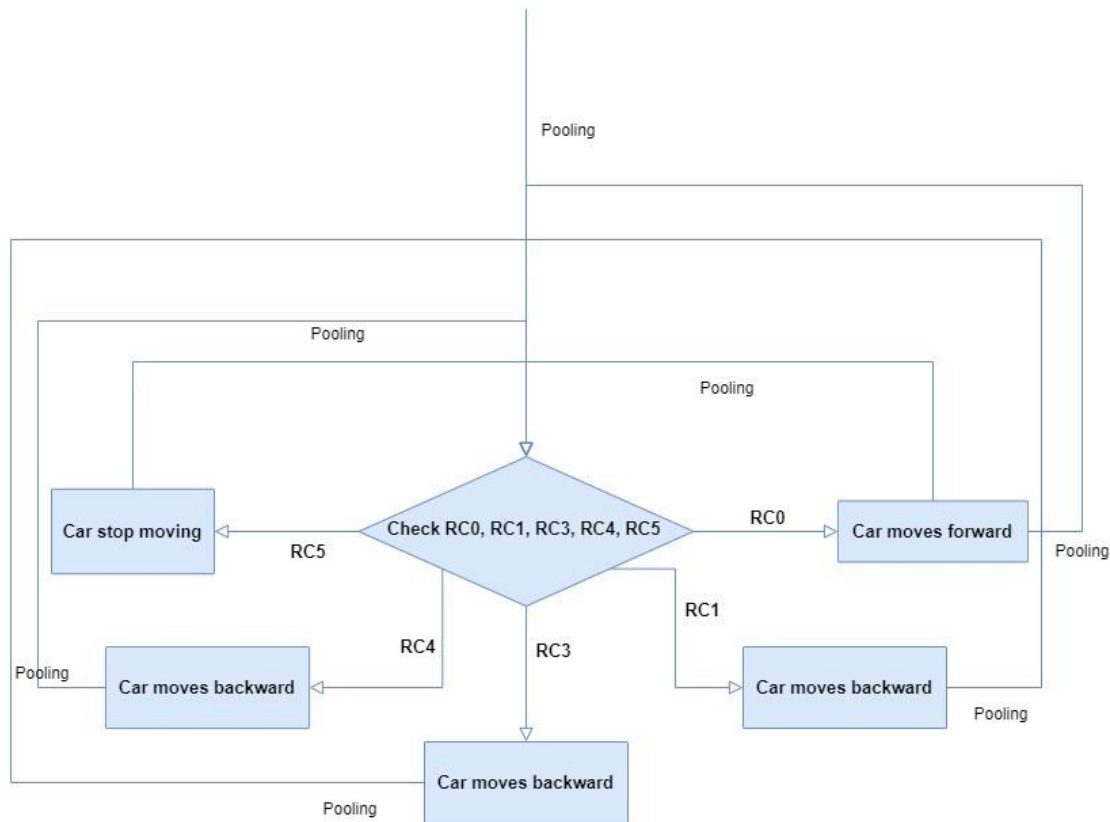 Pooling
Pooling
Pooling
Car stop moving
RC5
Check RC0, RC1, RC3, RC4, RC5
RC0
Car moves forward
Pooling
RC1
RC4
RC3
Pooling
Car moves backward
Car moves backward
Pooling
Car moves backward
Pooling